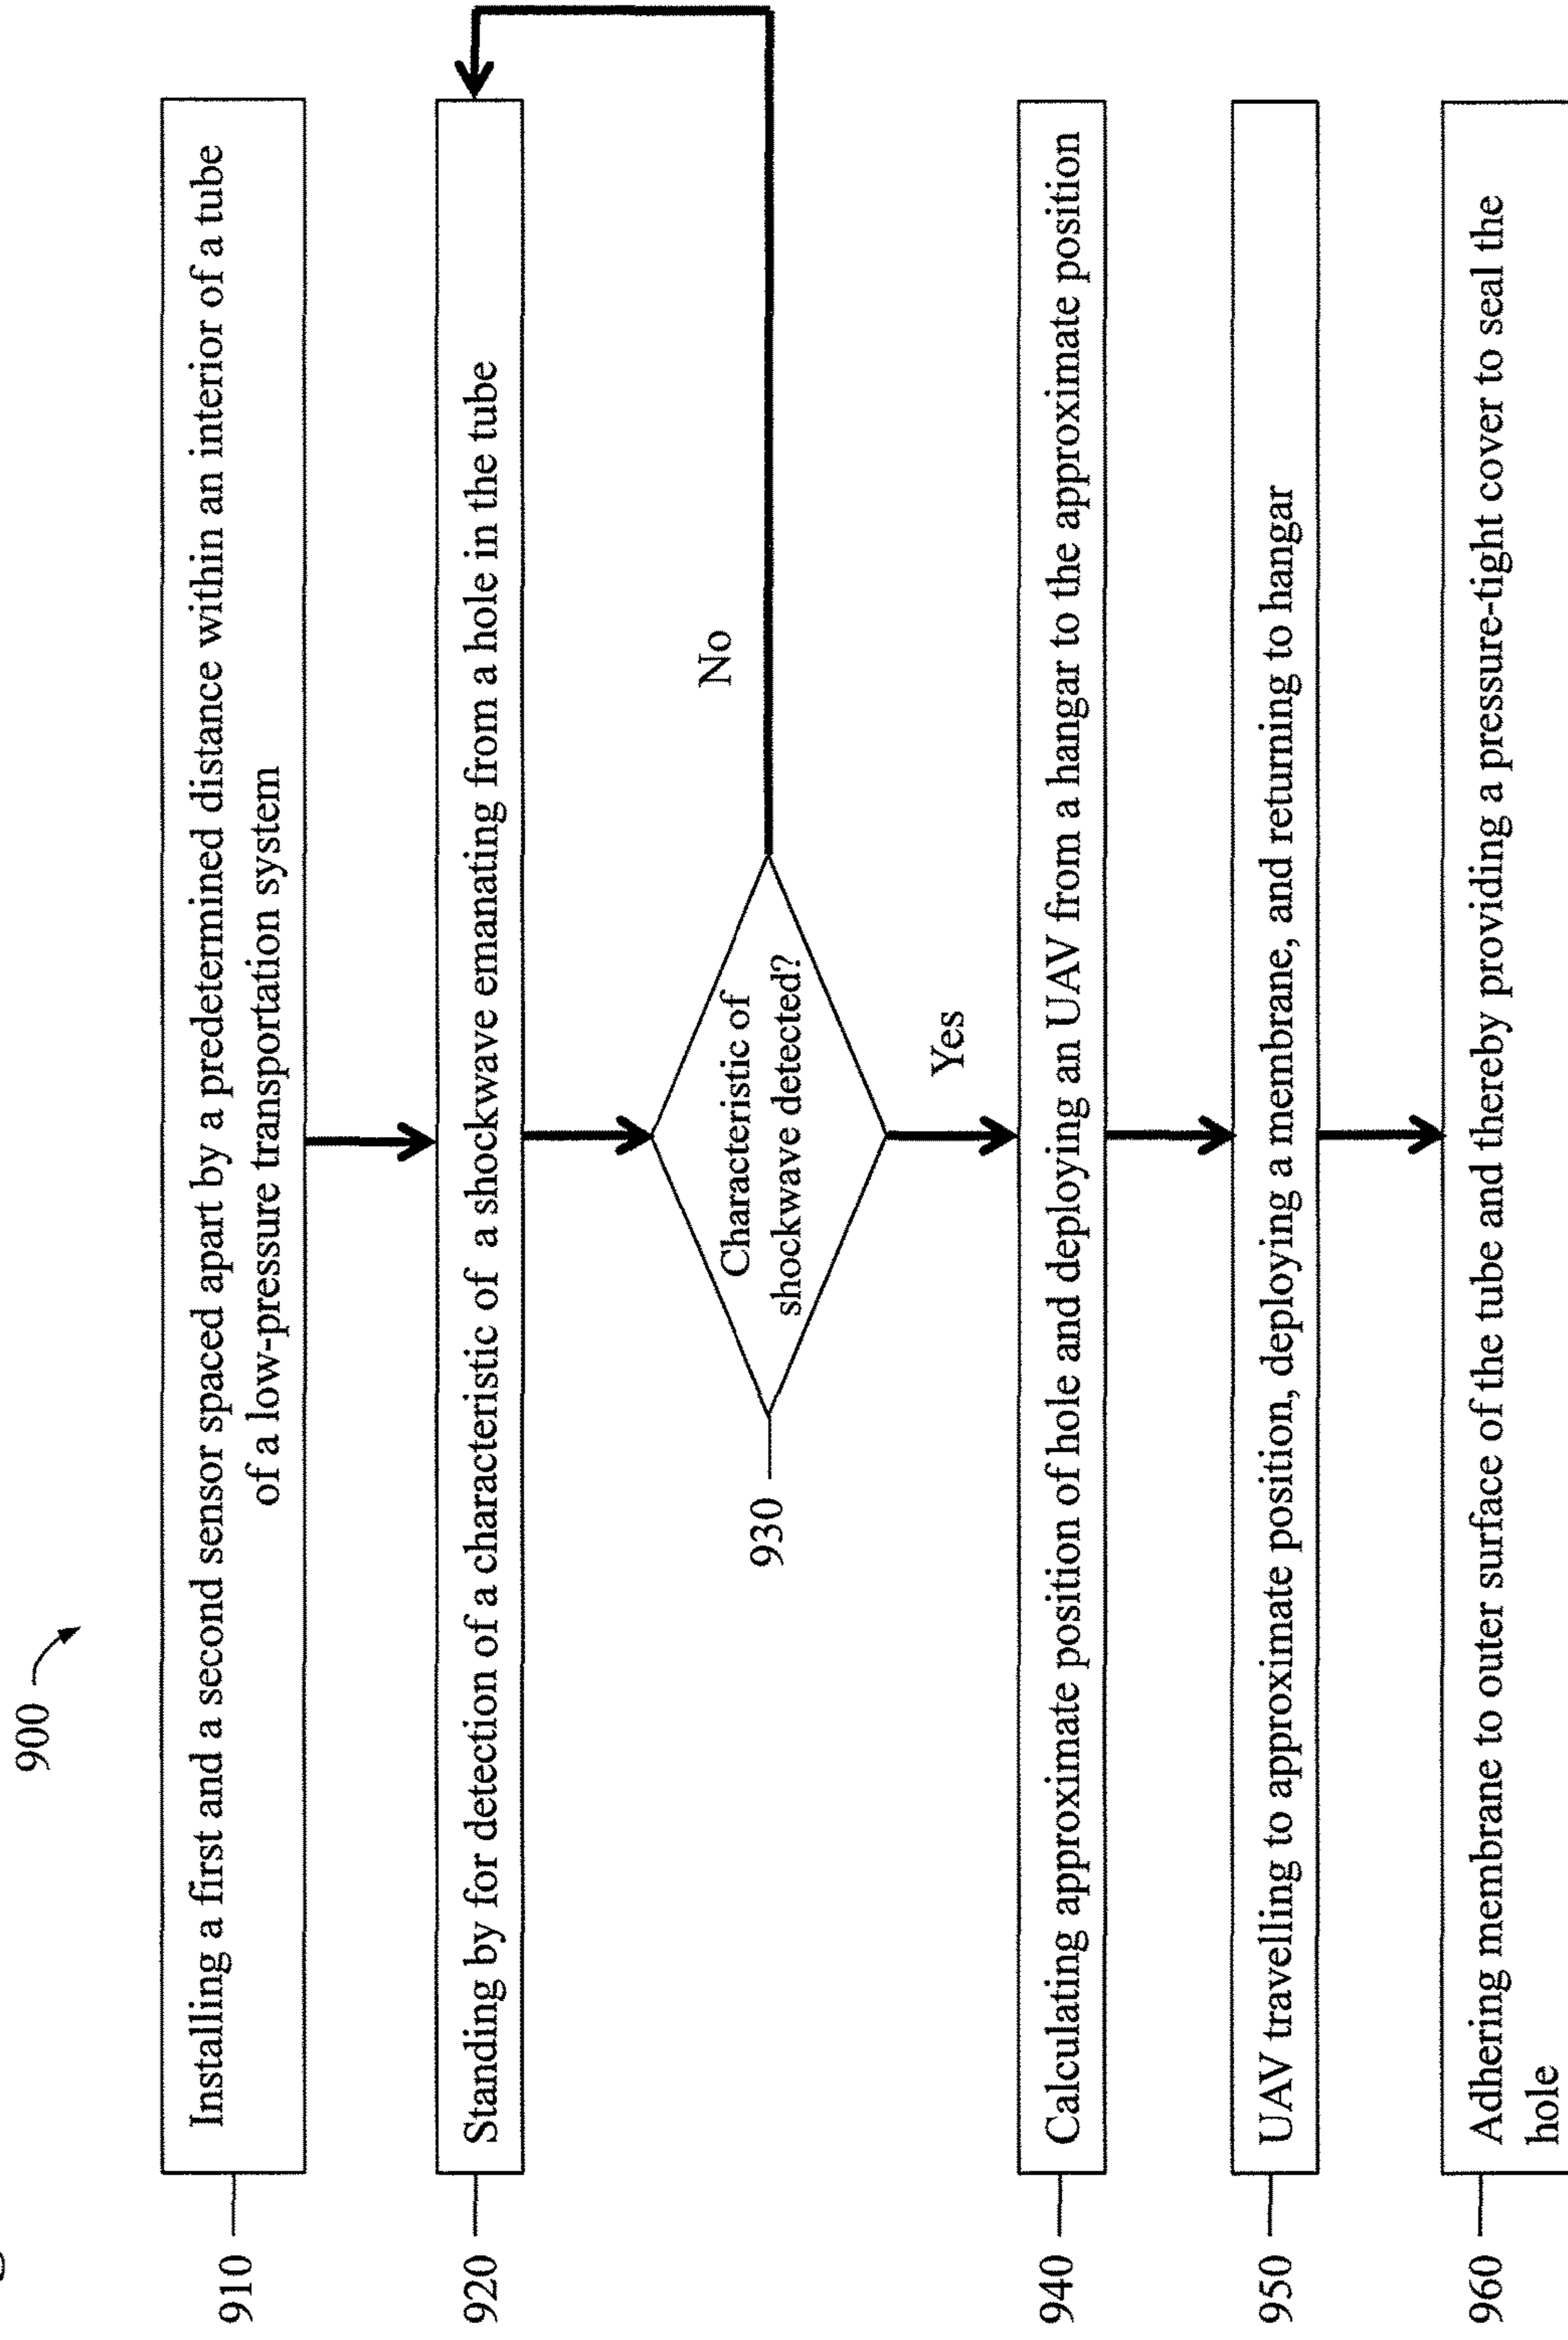 900
910
Installing a first and a second sensor spaced apart by a predetermined distance within an interior of a tube
of a low-pressure transportation system
920
Standing by for detection of a characteristic of a shockwave emanating from a hole in the tube
930
Characteristic of
shockwave detected?
No
Yes
940
Calculating approximate position of hole and deploying an UAV from a hangar to the approximate position
950
UAV travelling to approximate position, deploying a membrane, and returning to hangar
960
Adhering membrane to outer surface of the tube and thereby providing a pressure-tight cover to seal the
hole